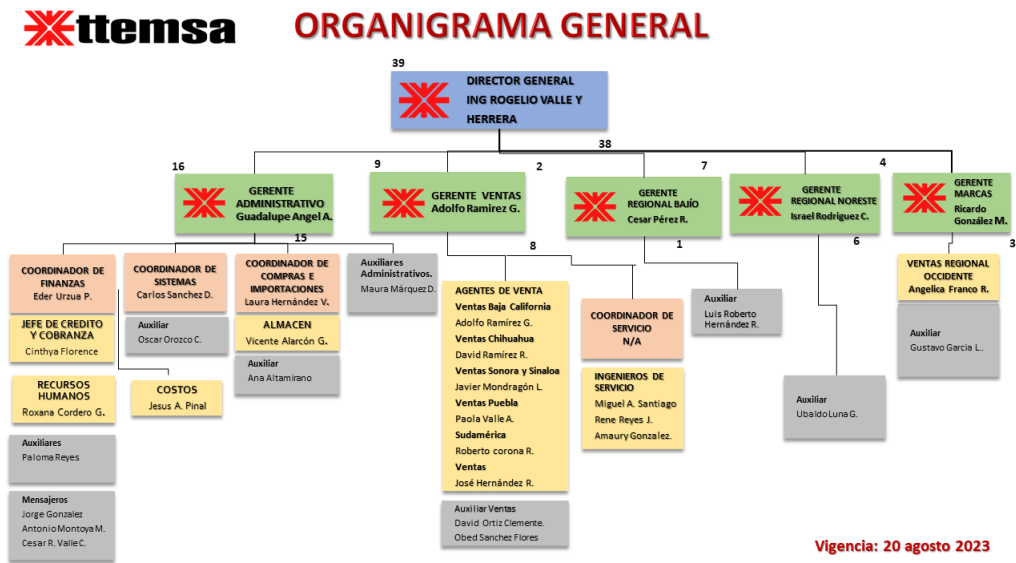 ttemsa
ORGANIGRAMA GENERAL
39
DIRECTOR GENERAL
ING ROGELIO VALLE Y
HERRERA
38
16
9
2
7
4
GERENTE
ADMINISTRATIVO
Guadalupe Angel A.
GERENTE VENTAS
Adolfo Ramirez G.
GERENTE
REGIONAL BAJÍO
Cesar Pérez R.
GERENTE
REGIONAL NORESTE
Israel Rodriguez C.
GERENTE
MARCAS
Ricardo
González M.
15
8
1
6
3
COORDINADOR DE
FINANZAS
Eder Urzua P.
JEFE DE CREDITO
Y COBRANZA
Cinthya Florence
RECURSOS
HUMANOS
Roxana Cordero G.
Auxiliares
Paloma Reyes
Mensajeros
Jorge Gonzalez
Antonio Montoya M.
Cesar R. Valle C.
COORDINADOR DE
SISTEMAS
Carlos Sanchez D.
Auxiliar
Oscar Orozco C.
COSTOS
Jesus A. Pinal
COORDINADOR DE
COMPRAS E
IMPORTACIONES
Laura Hernández V.
ALMACEN
Vicente Alarcón G.
Auxiliar
Ana Altamirano
Auxiliares
Administrativos.
Maura Márquez D.
AGENTES DE VENTA
Ventas Baja California
Adolfo Ramírez G.
Ventas Chihuahua
David Ramírez R.
Ventas Sonora y Sinaloa
Javier Mondragón L.
Ventas Puebla
Paola Valle A.
Sudamérica
Roberto corona R.
Ventas
José Hernández R.
Auxiliar Ventas
David Ortiz Clemente.
Obed Sanchez Flores
COORDINADOR DE
SERVICIO
N/A
INGENIEROS DE
SERVICIO
Miguel A. Santiago
Rene Reyes J.
Amaury Gonzalez.
Auxiliar
Luis Roberto
Hernández R.
Auxiliar
Ubaldo Luna G.
VENTAS REGIONAL
OCCIDENTE
Angelica Franco R.
Auxiliar
Gustavo Garcia L..
Vigencia: 20 agosto 2023